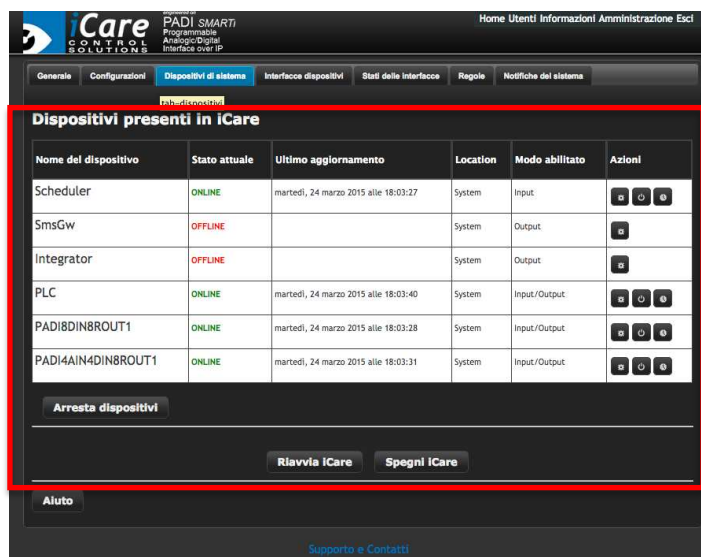 iCare
CONTROL
SOLUTIONS
engineered on
PADI SMARTi
Programmable
Analogic/Digital
Interface over IP
Home Utenti Informazioni Amministrazione Esci
Generale Configurazioni Dispositivi di sistema Interfacce dispositivi Stati delle interfacce Regole Notifiche del sistema
tab-dispositivi
Dispositivi presenti in iCare
Nome del dispositivo Stato attuale Ultimo aggiornamento Location Modo abilitato Azioni
Scheduler ONLINE martedì, 24 marzo 2015 alle 18:03:27 System Input
SmsGw OFFLINE System Output
Integrator OFFLINE System Output
PLC ONLINE martedì, 24 marzo 2015 alle 18:03:40 System Input/Output
PADI8DIN8ROUT1 ONLINE martedì, 24 marzo 2015 alle 18:03:28 System Input/Output
PADI4AIN4DIN8ROUT1 ONLINE martedì, 24 marzo 2015 alle 18:03:31 System Input/Output
Arresta dispositivi
Riavvia iCare Spegni iCare
Aiuto
Supporto e Contatti